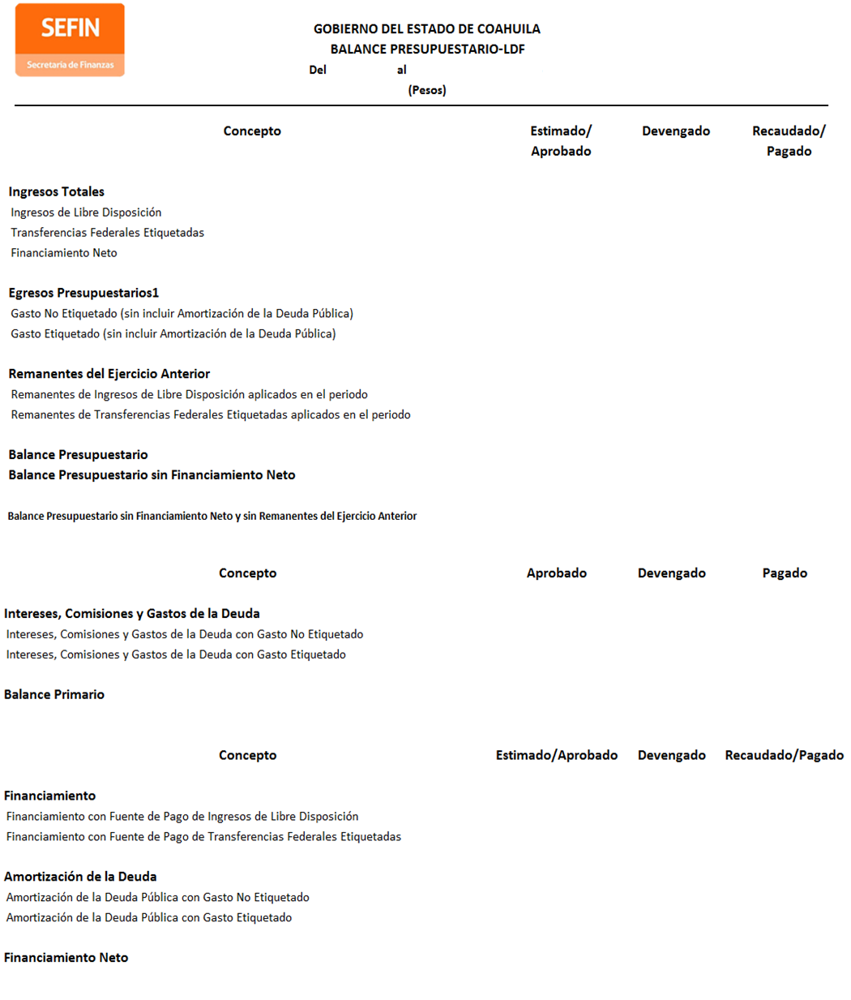 SEFIN
Secretaría de Finanzas
GOBIERNO DEL ESTADO DE COAHUILA
BALANCE PRESUPUESTARIO-LDF
Del al
(Pesos)
Concepto Estimado/ Devengado Recaudado/
Aprobado Pagado
Ingresos Totales
Ingresos de Libre Disposición
Transferencias Federales Etiquetadas
Financiamiento Neto
Egresos Presupuestarios1
Gasto No Etiquetado (sin incluir Amortización de la Deuda Pública)
Gasto Etiquetado (sin incluir Amortización de la Deuda Pública)
Remanentes del Ejercicio Anterior
Remanentes de Ingresos de Libre Disposición aplicados en el periodo
Remanentes de Transferencias Federales Etiquetadas aplicados en el periodo
Balance Presupuestario
Balance Presupuestario sin Financiamiento Neto
Balance Presupuestario sin Financiamiento Neto y sin Remanentes del Ejercicio Anterior
Concepto Aprobado Devengado Pagado
Intereses, Comisiones y Gastos de la Deuda
Intereses, Comisiones y Gastos de la Deuda con Gasto No Etiquetado
Intereses, Comisiones y Gastos de la Deuda con Gasto Etiquetado
Balance Primario
Concepto Estimado/Aprobado Devengado Recaudado/Pagado
Financiamiento
Financiamiento con Fuente de Pago de Ingresos de Libre Disposición
Financiamiento con Fuente de Pago de Transferencias Federales Etiquetadas
Amortización de la Deuda
Amortización de la Deuda Pública con Gasto No Etiquetado
Amortización de la Deuda Pública con Gasto Etiquetado
Financiamiento Neto